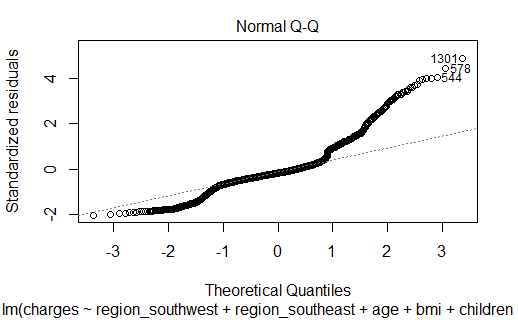 Normal Q-Q
Standardized residuals
4
2
0
-2
1301
578
544
-3 -2 -1 0 1 2 3
Theoretical Quantiles
lm(charges ~ region_southwest + region_southeast + age + bmi + children